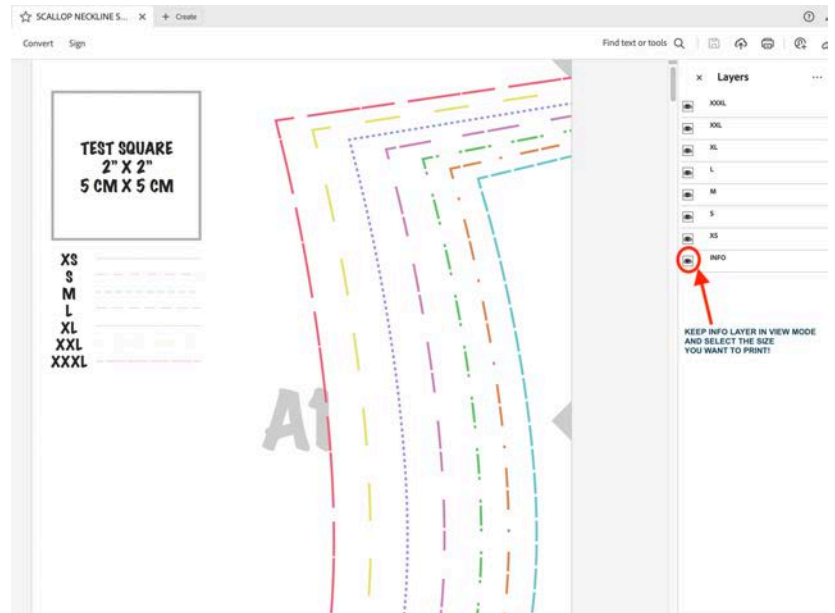 SCALLOP NECKLINE S...
+ Create
Convert Sign
Find text or tools
Layers
TEST SQUARE
2" X 2"
5 CM X 5 CM
XS
S
M
L
XL
XXL
XXXL
A1
XXXL
XXL
XL
L
M
S
XS
INFO
KEEP INFO LAYER IN VIEW MODE
AND SELECT THE SIZE
YOU WANT TO PRINT!